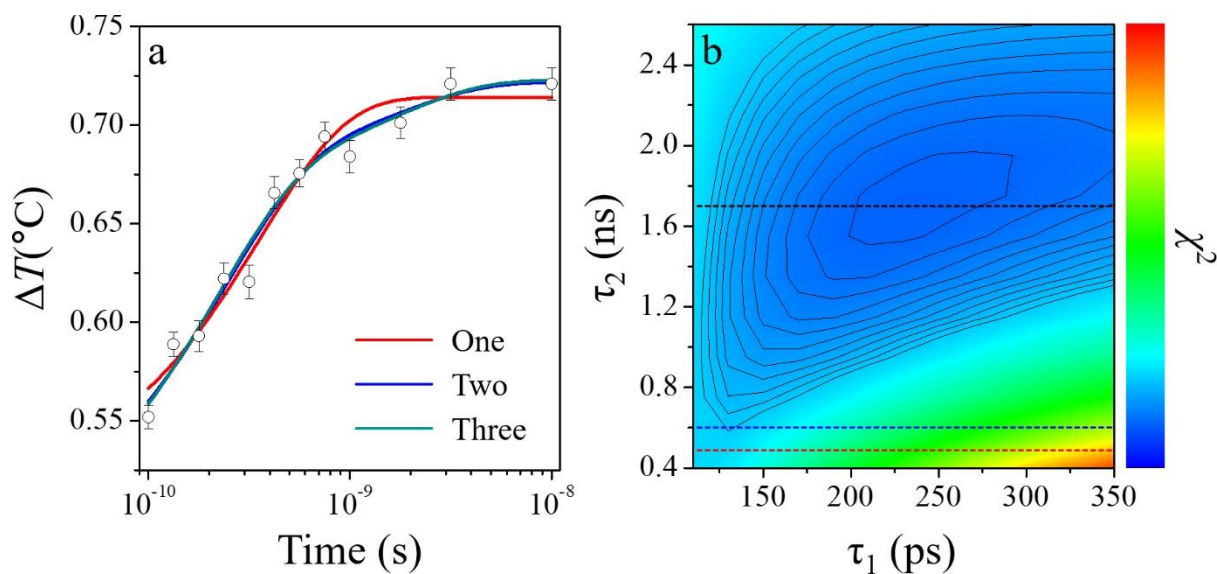 a
ΔT(°C)
0.75
0.70
0.65
0.60
0.55
One
Two
Three
10⁻¹⁰
10⁻⁹
10⁻⁸
Time (s)
b
τ₂ (ns)
2.4
2.0
1.6
1.2
0.8
0.4
150
200
250
300
350
τ₁ (ps)
χ²